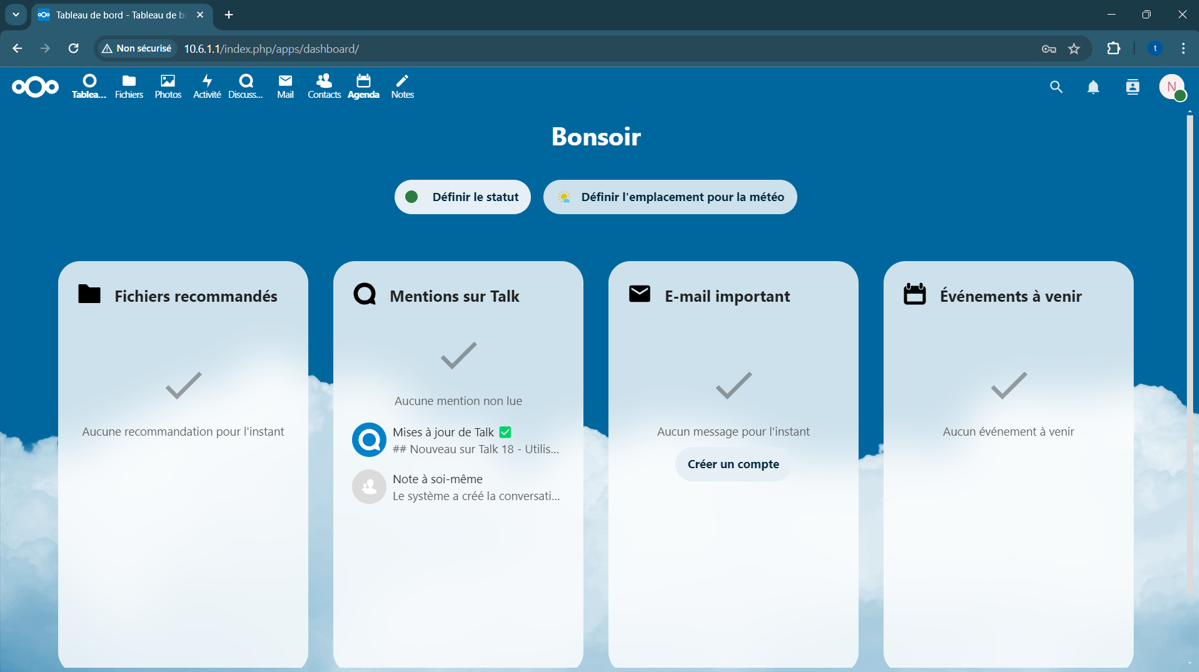 Tableau de bord - Tableau de b
Non sécurisé
10.6.1.1/index.php/apps/dashboard/
t
Tablea...
Fichiers
Photos
Activité
Discuss...
Mail
Contacts
Agenda
Notes
N
Bonsoir
Définir le statut
Définir l'emplacement pour la météo
Fichiers recommandés
Aucune recommandation pour l'instant
Mentions sur Talk
Aucune mention non lue
Mises à jour de Talk ✅
## Nouveau sur Talk 18 - Utilis...
Note à soi-même
Le système a créé la conversati...
E-mail important
Aucun message pour l'instant
Créer un compte
Événements à venir
Aucun événement à venir